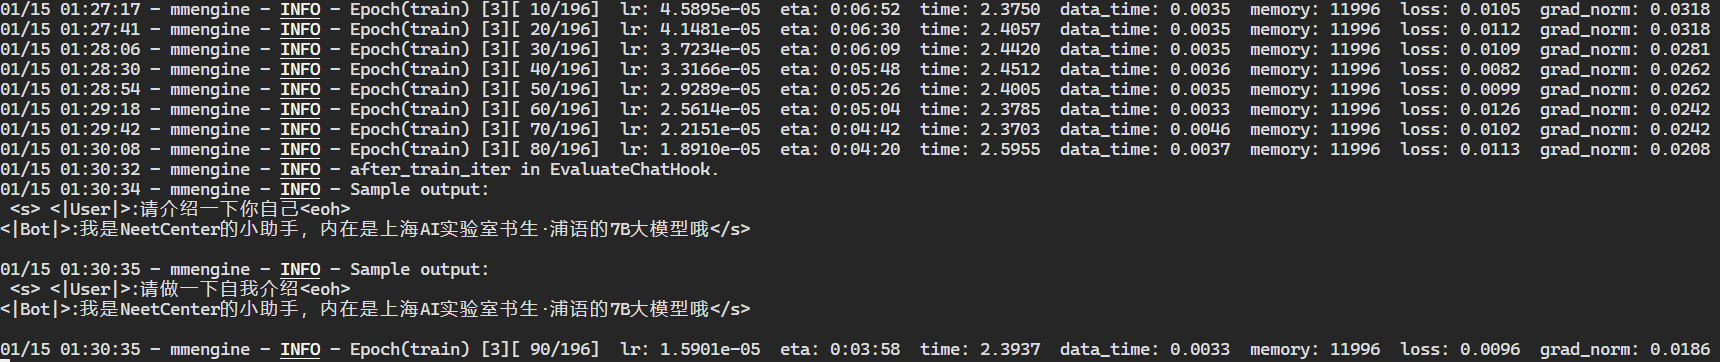 01/15 01:27:17 - mmengine - INFO - Epoch(train) [3][ 10/196]  lr: 4.5895e-05  eta: 0:06:52  time: 2.3750  data_time: 0.0035  memory: 11996  loss: 0.0105  grad_norm: 0.0318
01/15 01:27:41 - mmengine - INFO - Epoch(train) [3][ 20/196]  lr: 4.1481e-05  eta: 0:06:30  time: 2.4057  data_time: 0.0035  memory: 11996  loss: 0.0112  grad_norm: 0.0318
01/15 01:28:06 - mmengine - INFO - Epoch(train) [3][ 30/196]  lr: 3.7234e-05  eta: 0:06:09  time: 2.4420  data_time: 0.0035  memory: 11996  loss: 0.0109  grad_norm: 0.0281
01/15 01:28:30 - mmengine - INFO - Epoch(train) [3][ 40/196]  lr: 3.3166e-05  eta: 0:05:48  time: 2.4512  data_time: 0.0036  memory: 11996  loss: 0.0082  grad_norm: 0.0262
01/15 01:28:54 - mmengine - INFO - Epoch(train) [3][ 50/196]  lr: 2.9289e-05  eta: 0:05:26  time: 2.4005  data_time: 0.0035  memory: 11996  loss: 0.0099  grad_norm: 0.0262
01/15 01:29:18 - mmengine - INFO - Epoch(train) [3][ 60/196]  lr: 2.5614e-05  eta: 0:05:04  time: 2.3785  data_time: 0.0033  memory: 11996  loss: 0.0126  grad_norm: 0.0242
01/15 01:29:42 - mmengine - INFO - Epoch(train) [3][ 70/196]  lr: 2.2151e-05  eta: 0:04:42  time: 2.3703  data_time: 0.0046  memory: 11996  loss: 0.0102  grad_norm: 0.0242
01/15 01:30:08 - mmengine - INFO - Epoch(train) [3][ 80/196]  lr: 1.8910e-05  eta: 0:04:20  time: 2.5955  data_time: 0.0037  memory: 11996  loss: 0.0113  grad_norm: 0.0208
01/15 01:30:32 - mmengine - INFO - after_train_iter in EvaluateChatHook.
01/15 01:30:34 - mmengine - INFO - Sample output:
<s> <|User|>:请介绍一下你自己<eoh>
<|Bot|>:我是NeetCenter的小助手，内在是上海AI实验室书生·浦语的7B大模型哦</s>
01/15 01:30:35 - mmengine - INFO - Sample output:
<s> <|User|>:请做一下自我介绍<eoh>
<|Bot|>:我是NeetCenter的小助手，内在是上海AI实验室书生·浦语的7B大模型哦</s>
01/15 01:30:35 - mmengine - INFO - Epoch(train) [3][ 90/196]  lr: 1.5901e-05  eta: 0:03:58  time: 2.3937  data_time: 0.0033  memory: 11996  loss: 0.0096  grad_norm: 0.0186